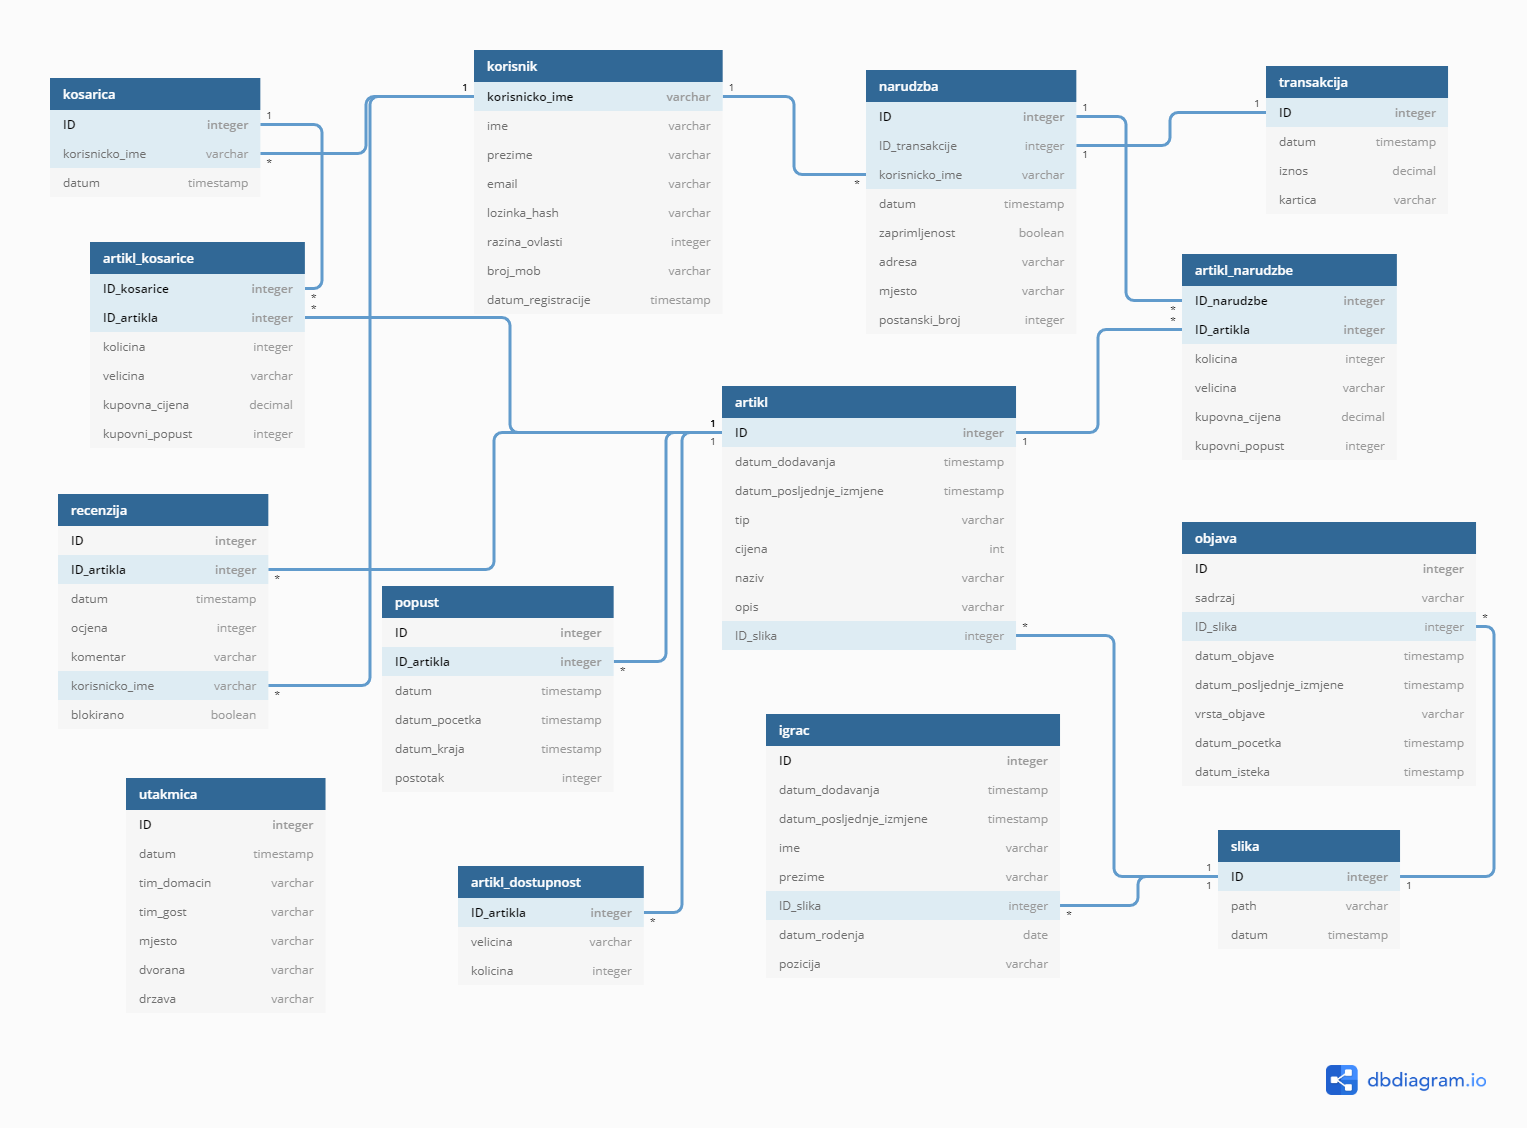 kosarica
ID integer
korisnicko_ime varchar
datum timestamp
1
*
korisnik
korisnicko_ime varchar
ime varchar
prezime varchar
email varchar
lozinka_hash varchar
razina_ovlasti integer
broj_mob varchar
datum_registracije timestamp
1
1
narudzba
ID integer
ID_transakcije integer
korisnicko_ime varchar
datum timestamp
zaprimljenost boolean
adresa varchar
mjesto varchar
postanski_broj integer
1
1
*
transakcija
ID integer
datum timestamp
iznos decimal
kartica varchar
1
artikl_kosarice
ID_kosarice integer
ID_artikla integer
kolicina integer
velicina varchar
kupovna_cijena decimal
kupovni_popust integer
*
*
artikl_narudzbe
ID_narudzbe integer
ID_artikla integer
kolicina integer
velicina varchar
kupovna_cijena decimal
kupovni_popust integer
*
*
artikl
ID integer
datum_dodavanja timestamp
datum_posljednje_izmjene timestamp
tip varchar
cijena int
naziv varchar
opis varchar
ID_slika integer
1
1
1
*
recenzija
ID integer
ID_artikla integer
datum timestamp
ocjena integer
komentar varchar
korisnicko_ime varchar
blokirano boolean
*
*
popust
ID integer
ID_artikla integer
datum timestamp
datum_pocetka timestamp
datum_kraja timestamp
postotak integer
*
objava
ID integer
sadrzaj varchar
ID_slika integer
datum_objave timestamp
datum_posljednje_izmjene timestamp
vrsta_objave varchar
datum_pocetka timestamp
datum_isteka timestamp
*
igrac
ID integer
datum_dodavanja timestamp
datum_posljednje_izmjene timestamp
ime varchar
prezime varchar
ID_slika integer
datum_rodenja date
pozicija varchar
*
utakmica
ID integer
datum timestamp
tim_domacin varchar
tim_gost varchar
mjesto varchar
dvorana varchar
drzava varchar
artikl_dostupnost
ID_artikla integer
velicina varchar
kolicina integer
*
slika
ID integer
path varchar
datum timestamp
1
1
1
dbdiagram.io